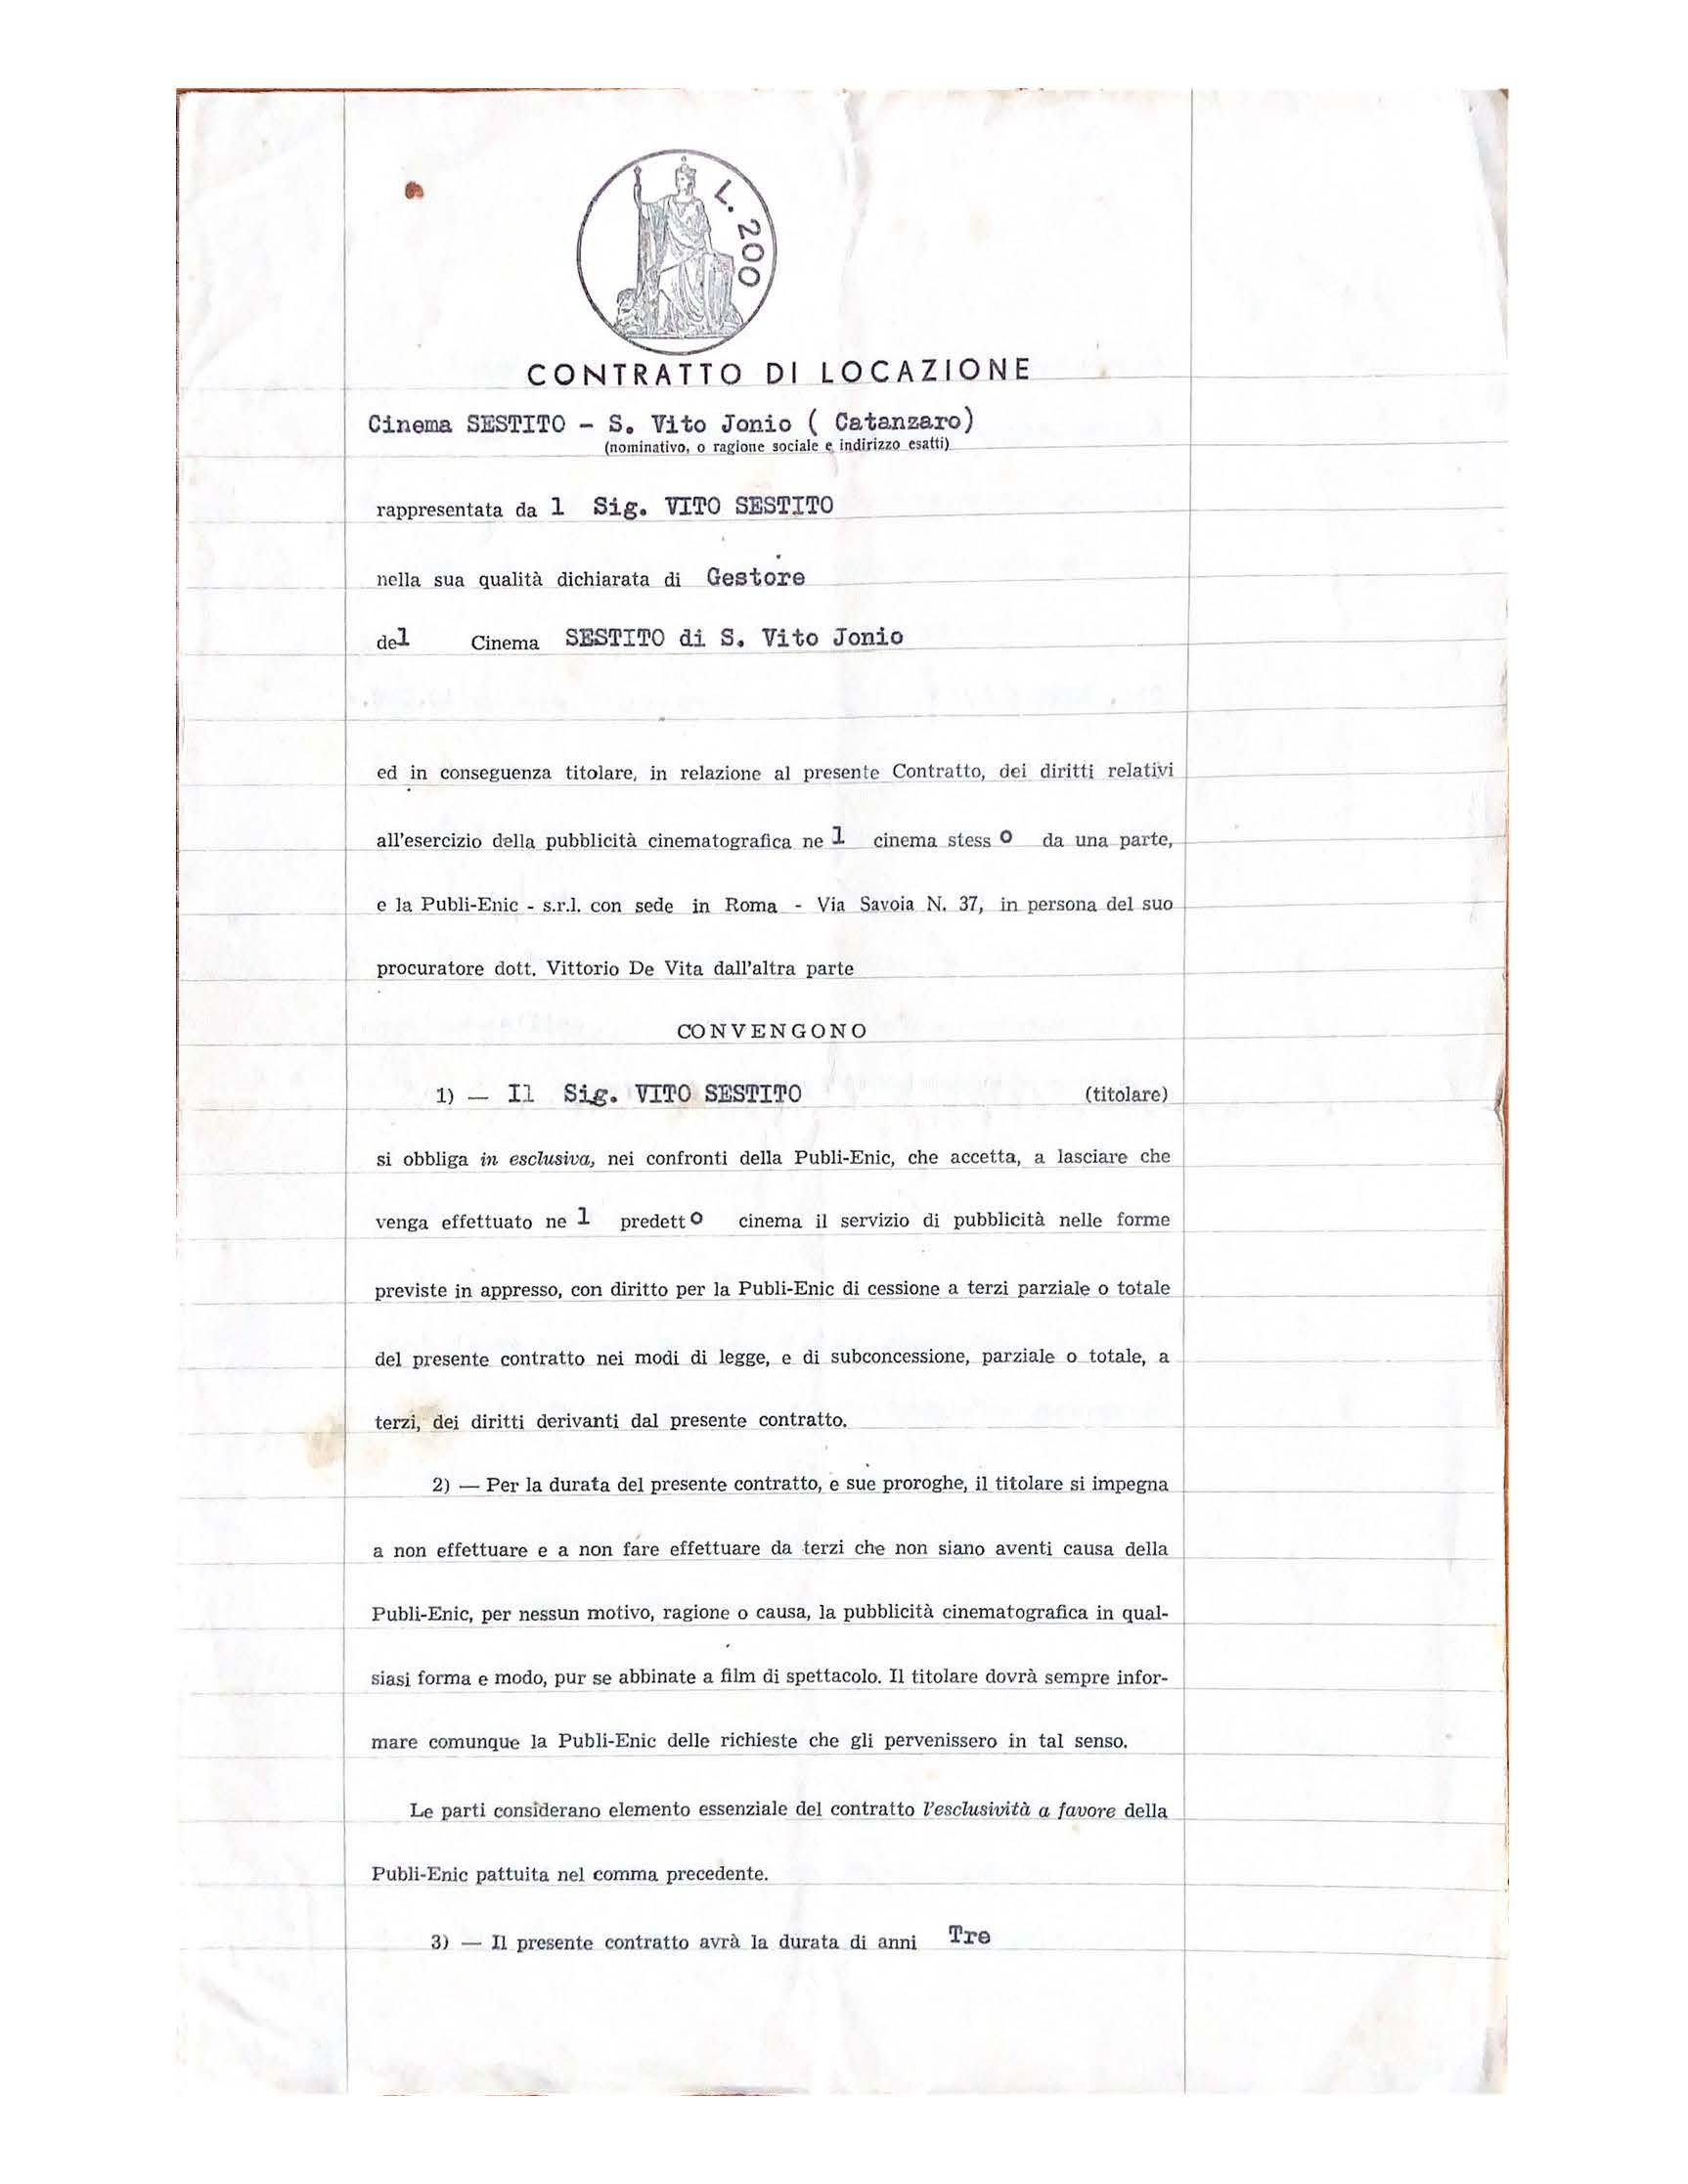 L. 200
CONTRATTO DI LOCAZIONE
Cinema SESTITO - S. Vito Jonio ( Catanzaro)
(nominativo, o ragione sociale e indirizzo esatti)
rappresentata da l Sig. VITO SESTITO
nella sua qualità dichiarata di Gestore
del Cinema SESTITO di S. Vito Jonio
ed in conseguenza titolare, in relazione al presente Contratto, dei diritti relativi
all'esercizio della pubblicità cinematografica ne l cinema stess o da una parte,
e la Publi-Enic - s.r.l. con sede in Roma - Via Savoia N. 37, in persona del suo
procuratore dott. Vittorio De Vita dall'altra parte
CONVENGONO
1) — Il Sig. VITO SESTITO (titolare)
si obbliga in esclusiva, nei confronti della Publi-Enic, che accetta, a lasciare che
venga effettuato ne l predett o cinema il servizio di pubblicità nelle forme
previste in appresso, con diritto per la Publi-Enic di cessione a terzi parziale o totale
del presente contratto nei modi di legge, e di subconcessione, parziale o totale, a
terzi, dei diritti derivanti dal presente contratto.
2) — Per la durata del presente contratto, e sue proroghe, il titolare si impegna
a non effettuare e a non fare effettuare da terzi che non siano aventi causa della
Publi-Enic, per nessun motivo, ragione o causa, la pubblicità cinematografica in qual-
siasi forma e modo, pur se abbinate a film di spettacolo. Il titolare dovrà sempre infor-
mare comunque la Publi-Enic delle richieste che gli pervenissero in tal senso.
Le parti considerano elemento essenziale del contratto l'esclusività a favore della
Publi-Enic pattuita nel comma precedente.
3) — Il presente contratto avrà la durata di anni Tre